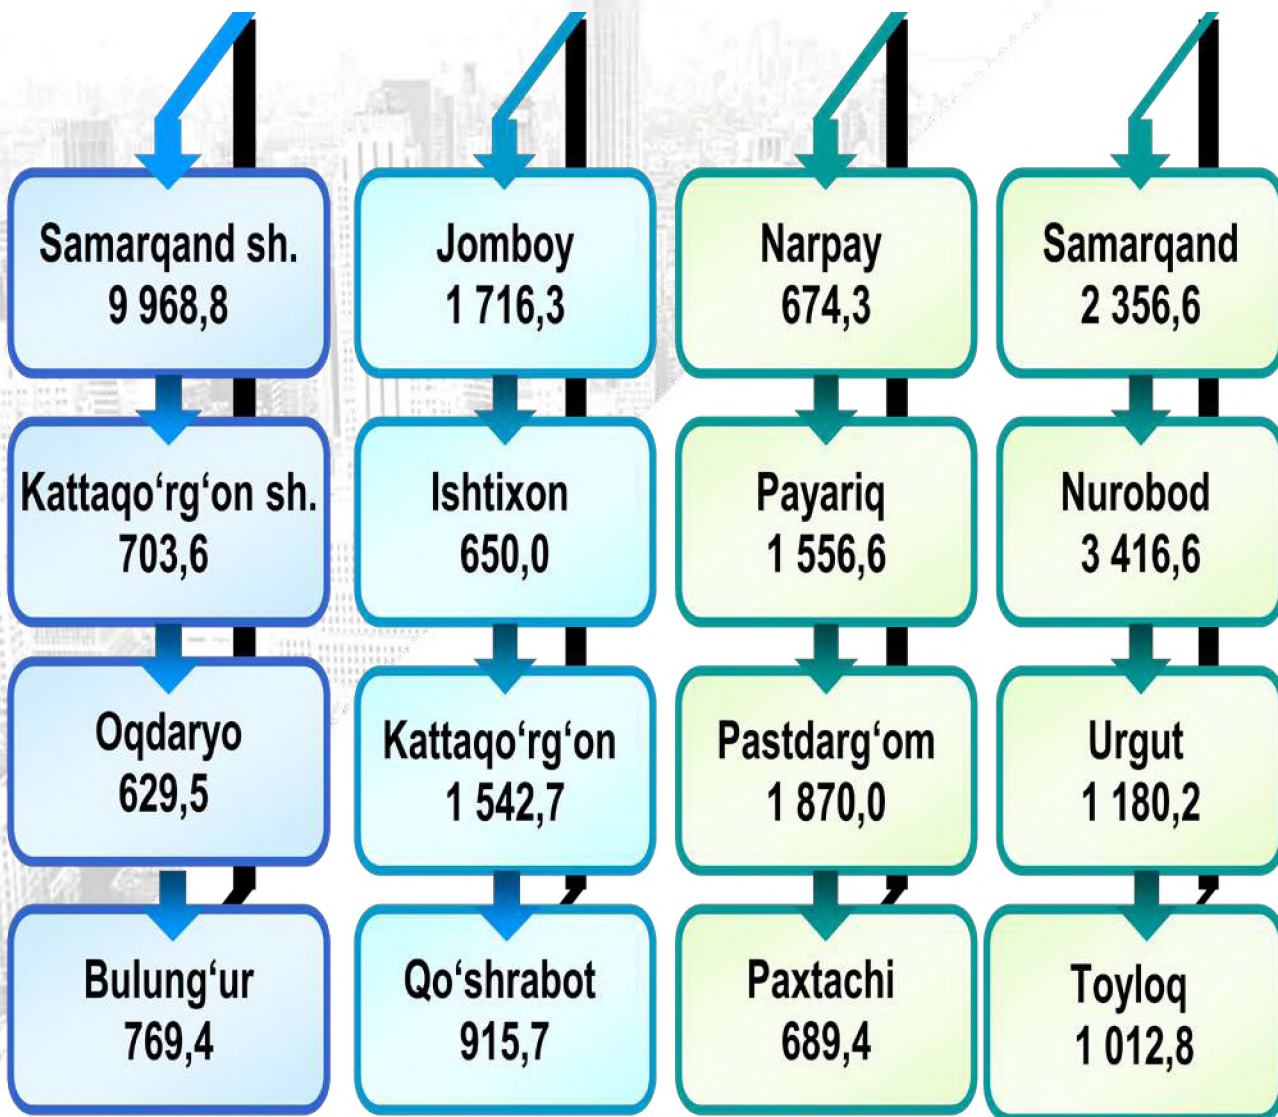 Samarqand sh.
9 968,8
Jomboy
1 716,3
Narpay
674,3
Samarqand
2 356,6
Kattaqo‘rg‘on sh.
703,6
Ishtixon
650,0
Payariq
1 556,6
Nurobod
3 416,6
Oqdaryo
629,5
Kattaqo‘rg‘on
1 542,7
Pastdarg‘om
1 870,0
Urgut
1 180,2
Bulung‘ur
769,4
Qo‘shrabot
915,7
Paxtachi
689,4
Toyloq
1 012,8